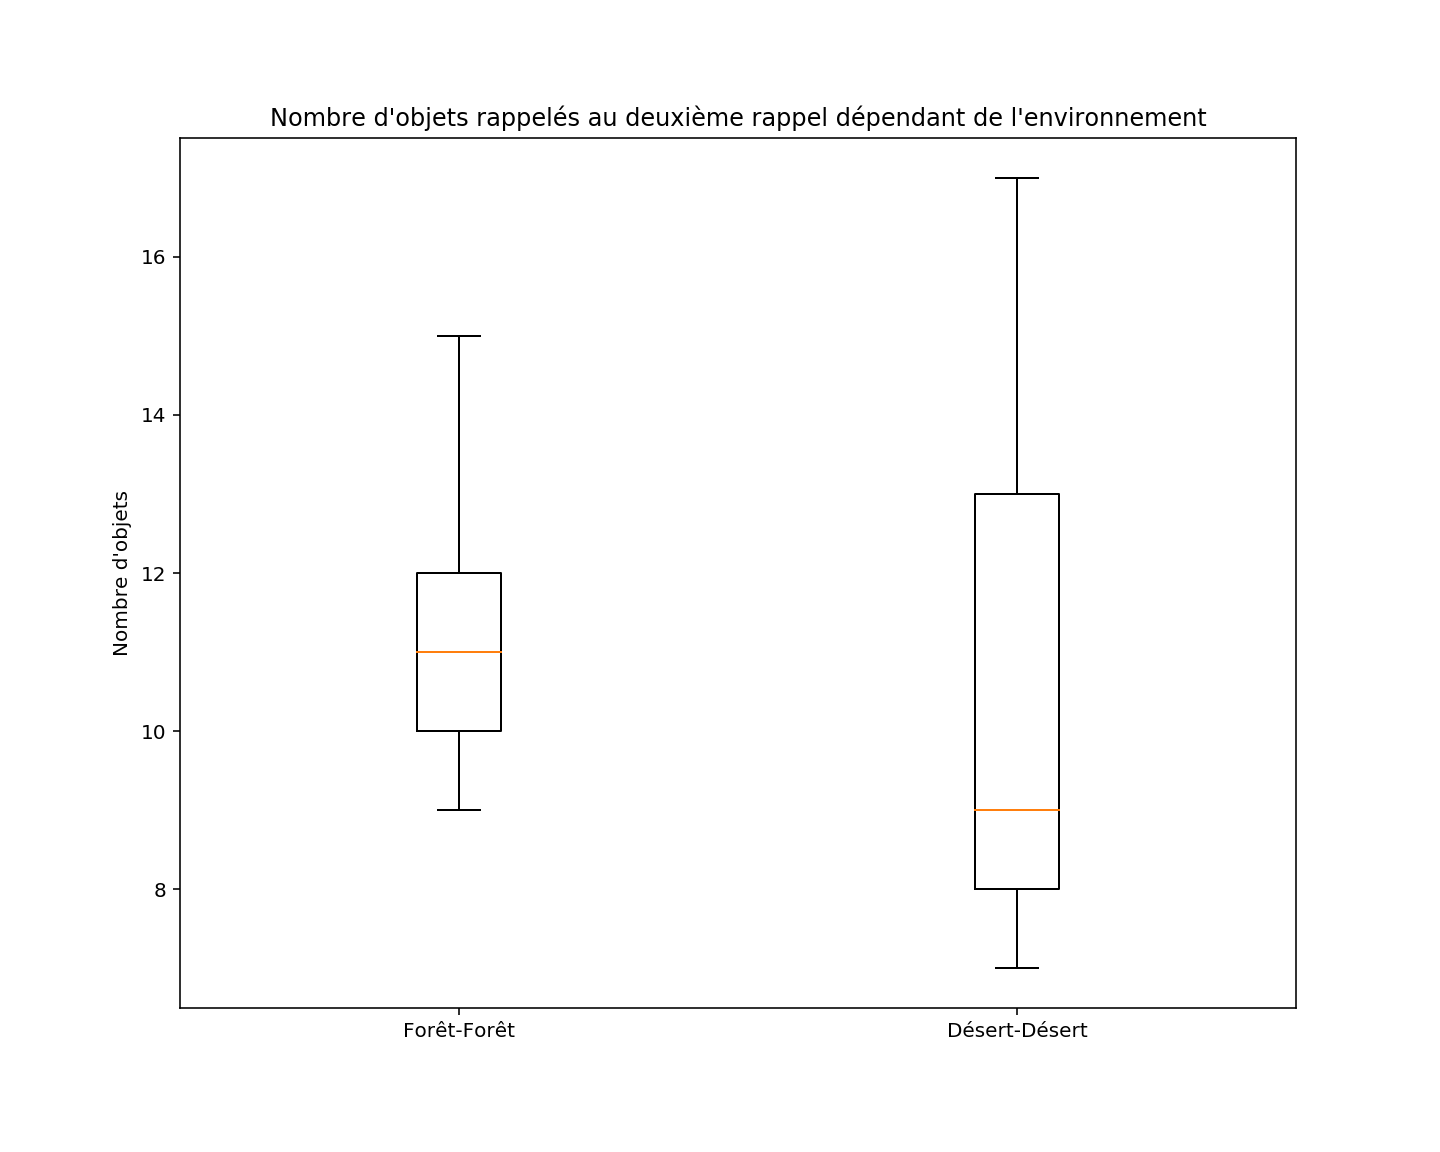 Nombre d'objets rappelés au deuxième rappel dépendant de l'environnement
16
14
12
10
8
Nombre d'objets
Forêt-Forêt
Désert-Désert